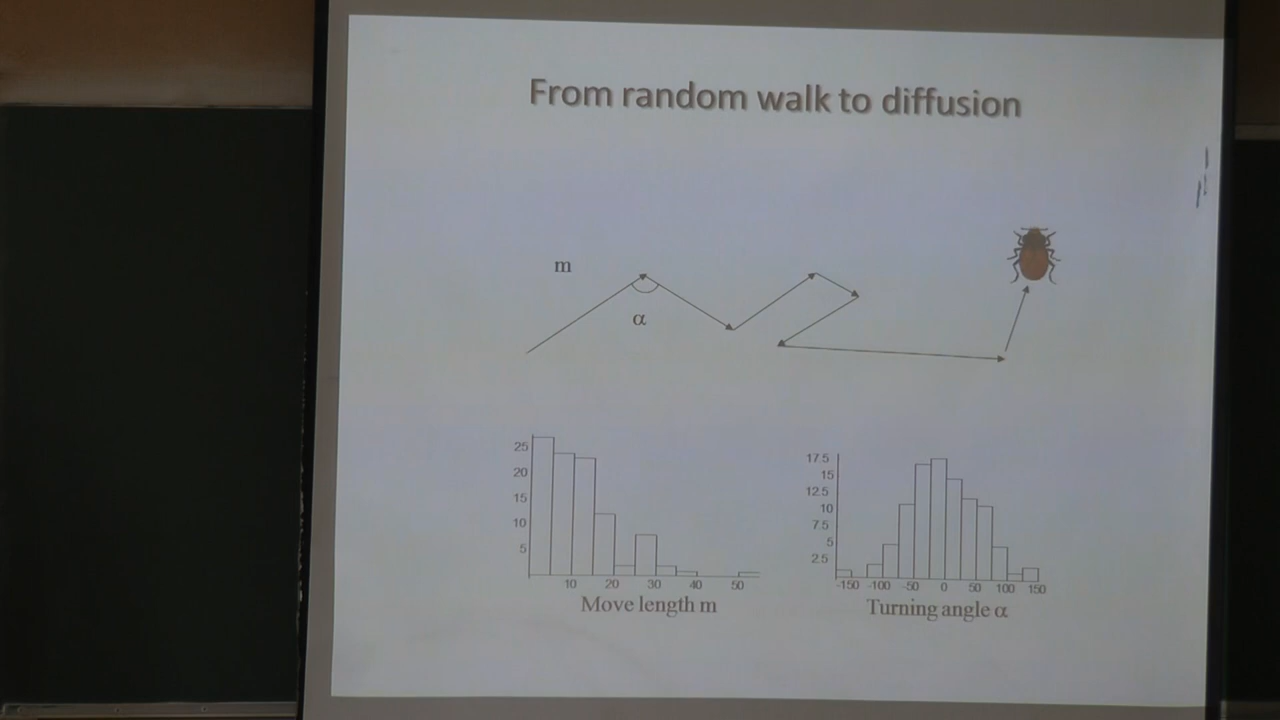 From random walk to diffusion
m
α
25
20
15
10
5
10 20 30 40 50
Move length m
17.5
15
12.5
10
7.5
5
2.5
-150 -100 -50 0 50 100 150
Turning angle α